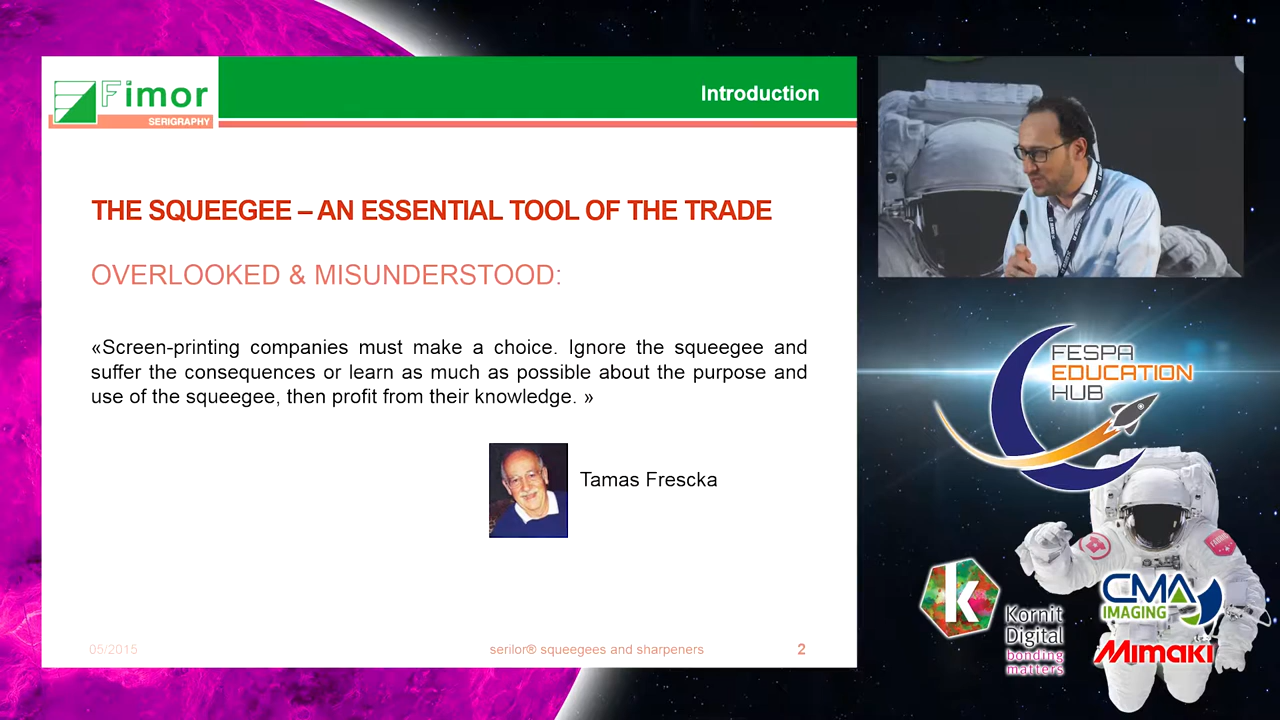 Fimor
SERIGRAPHY
Introduction
THE SQUEEGEE – AN ESSENTIAL TOOL OF THE TRADE
OVERLOOKED & MISUNDERSTOOD:
«Screen-printing companies must make a choice. Ignore the squeegee and
suffer the consequences or learn as much as possible about the purpose and
use of the squeegee, then profit from their knowledge. »
Tamas Frescka
05/2015
serilor® squeegees and sharpeners
2
FESPA
EDUCATION
HUB
k
Kornit
Digital
bonding
matters
CMA
IMAGING
Mimaki